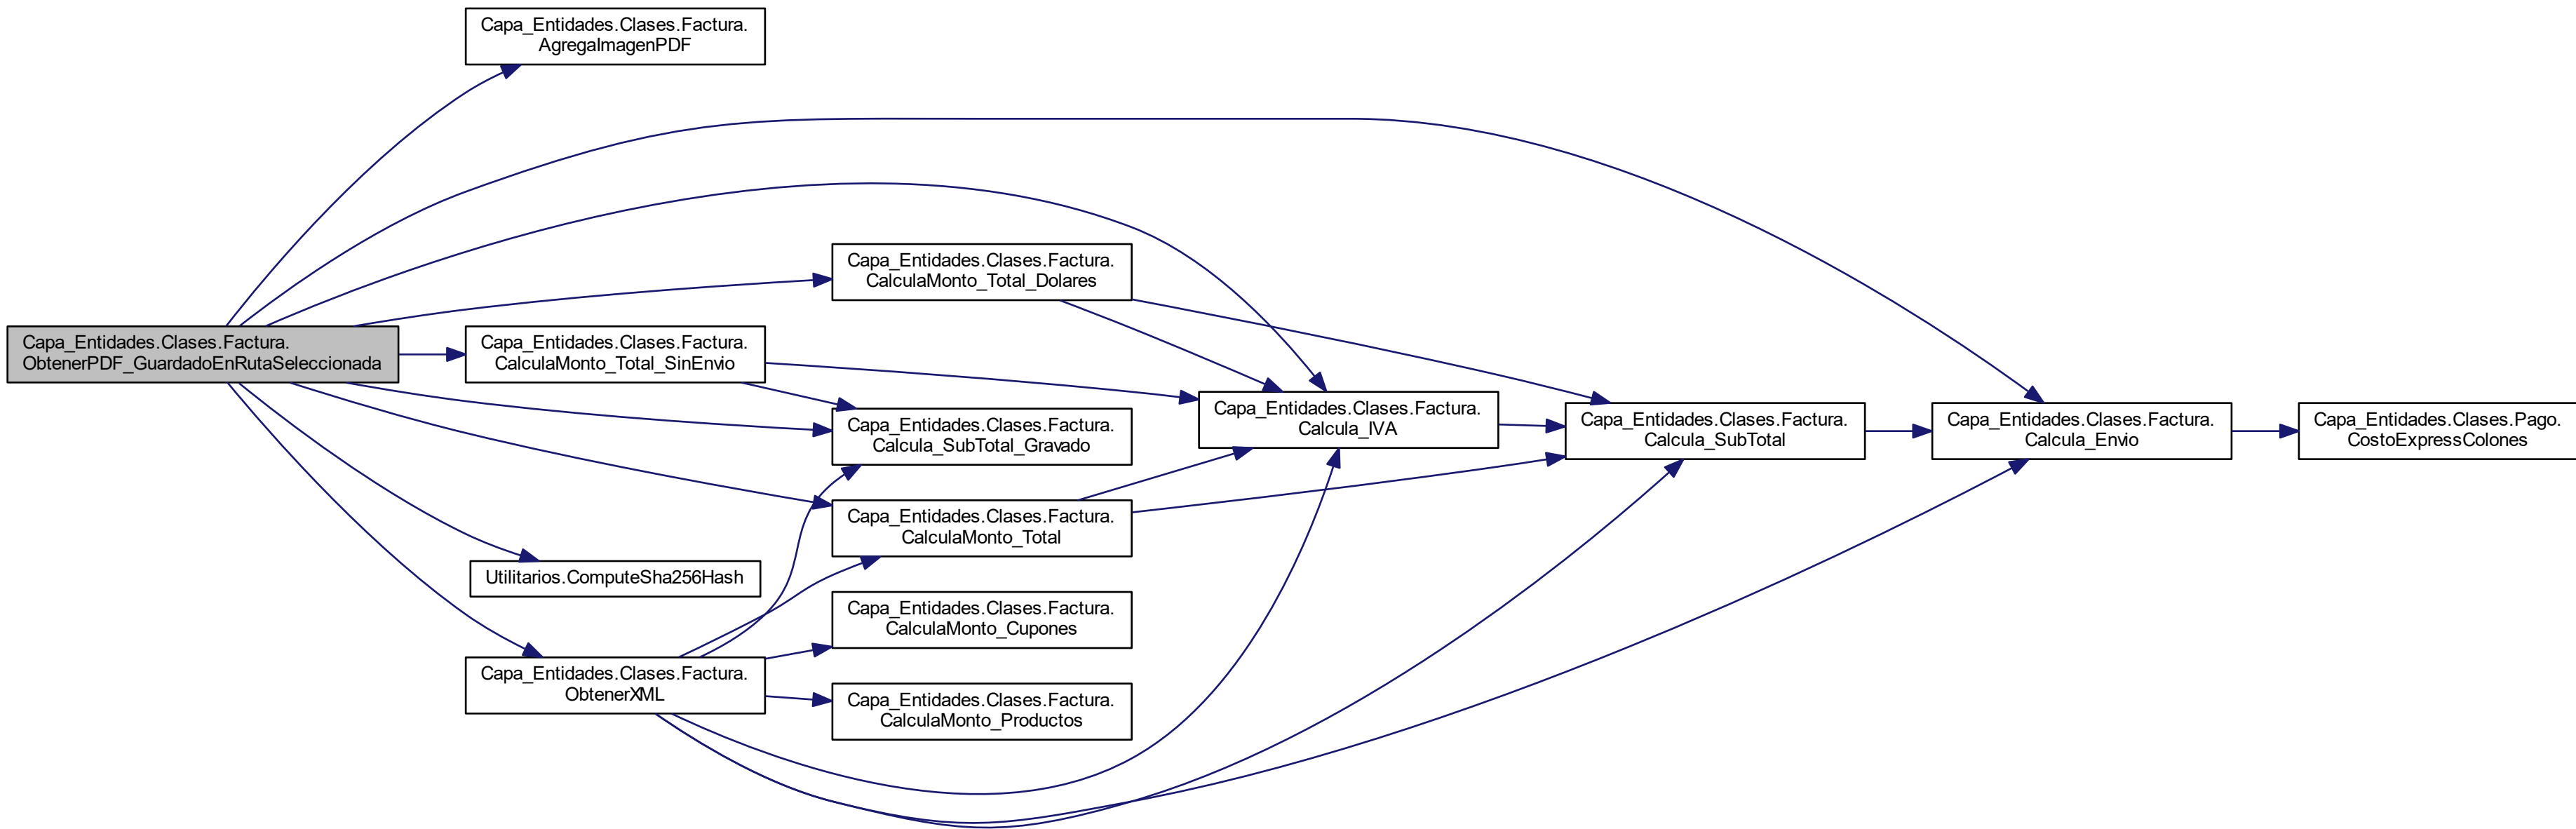 Capa_Entidades.Clases.Factura.
AgregaImagenPDF
Capa_Entidades.Clases.Factura.
CalculaMonto_Total_Dolares
Capa_Entidades.Clases.Factura.
ObtenerPDF_GuardadoEnRutaSeleccionada
Capa_Entidades.Clases.Factura.
CalculaMonto_Total_SinEnvio
Capa_Entidades.Clases.Factura.
Calcula_SubTotal_Gravado
Capa_Entidades.Clases.Factura.
Calcula_IVA
Capa_Entidades.Clases.Factura.
Calcula_SubTotal
Capa_Entidades.Clases.Factura.
Calcula_Envio
Capa_Entidades.Clases.Pago.
CostoExpressColones
Capa_Entidades.Clases.Factura.
CalculaMonto_Total
Utilitarios.ComputeSha256Hash
Capa_Entidades.Clases.Factura.
CalculaMonto_Cupones
Capa_Entidades.Clases.Factura.
ObtenerXML
Capa_Entidades.Clases.Factura.
CalculaMonto_Productos